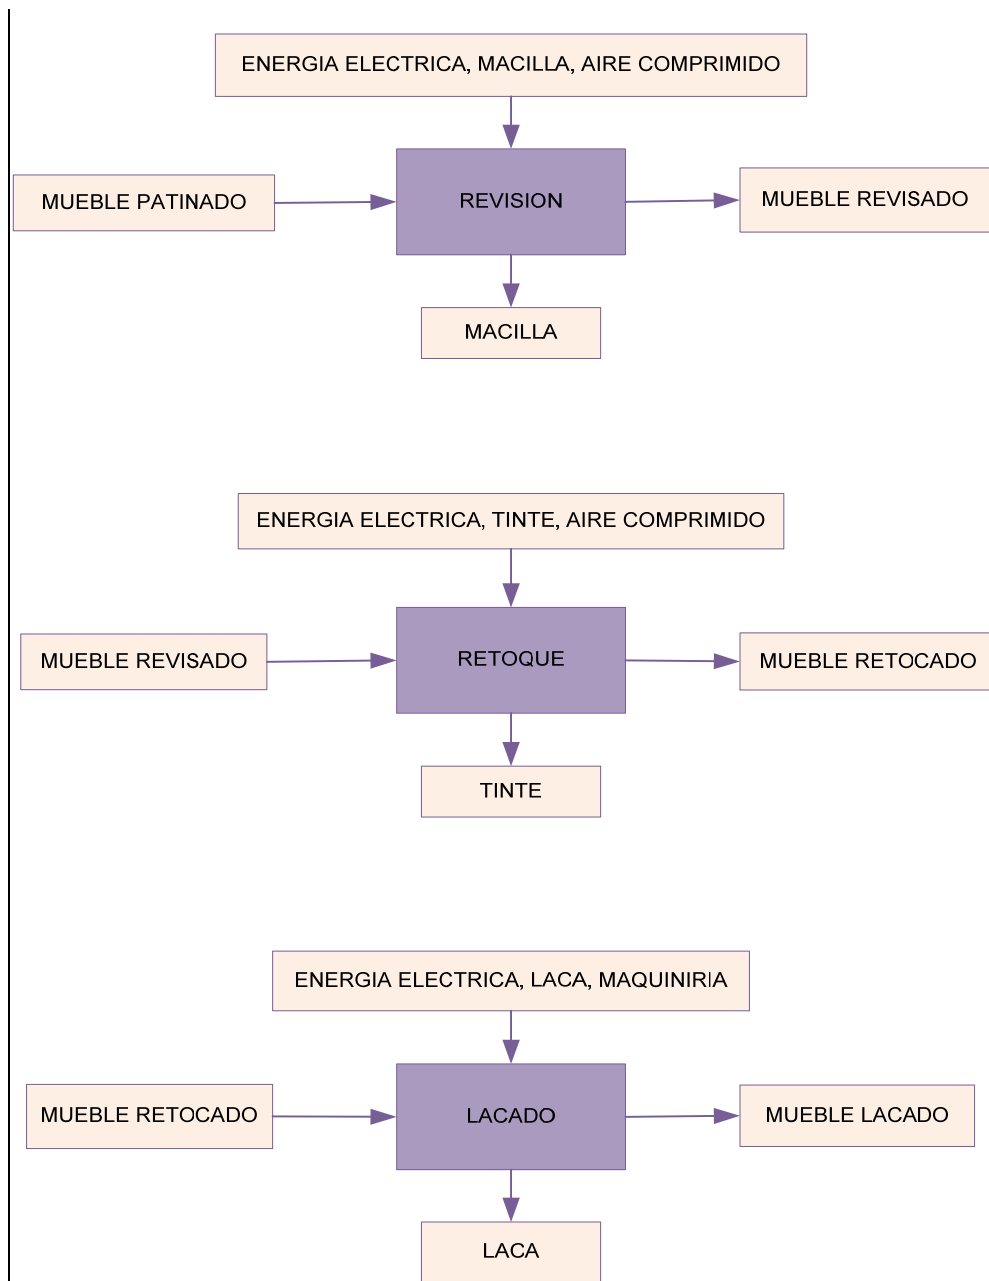 ENERGIA ELECTRICA, MACILLA, AIRE COMPRIMIDO
MUEBLE PATINADO
REVISION
MUEBLE REVISADO
MACILLA
ENERGIA ELECTRICA, TINTE, AIRE COMPRIMIDO
MUEBLE REVISADO
RETOQUE
MUEBLE RETOCADO
TINTE
ENERGIA ELECTRICA, LACA, MAQUINIRIA
MUEBLE RETOCADO
LACADO
MUEBLE LACADO
LACA